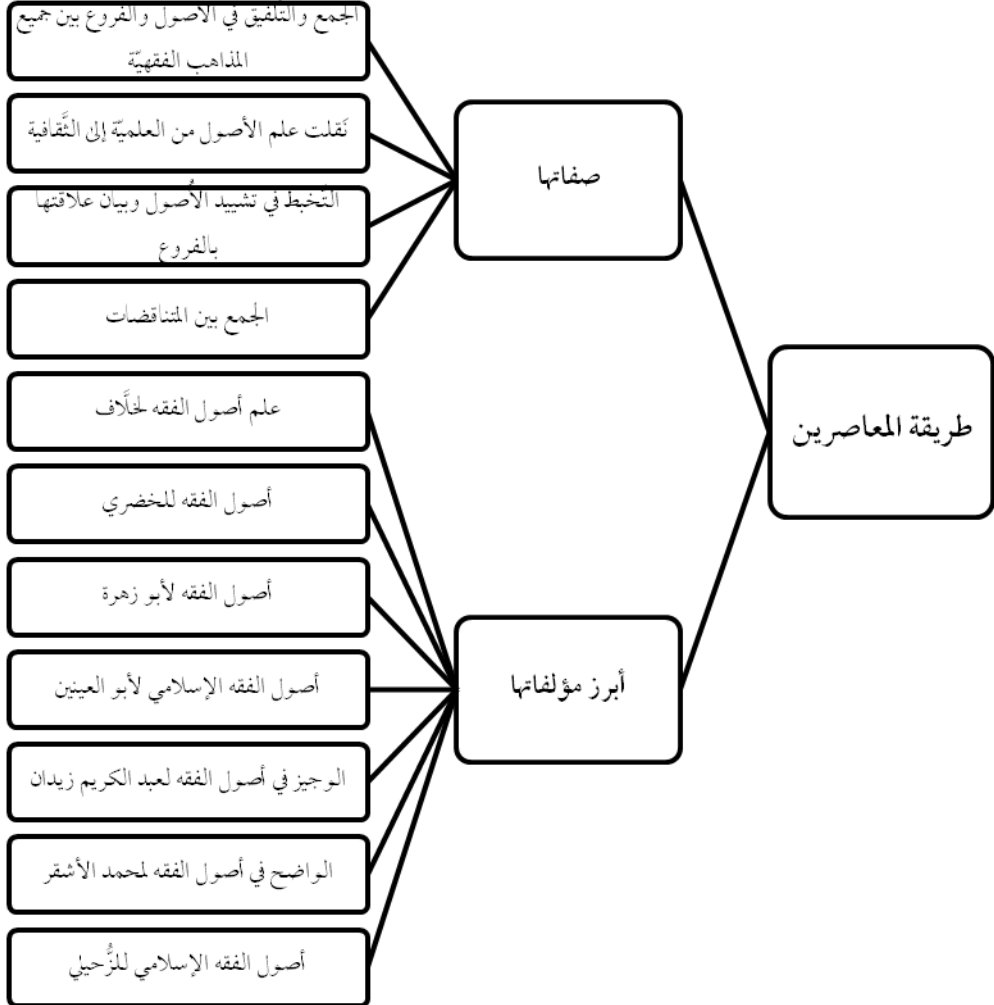 طريقة المعاصرين
صفاتها
الجمع والتلفيق في الأصول والفروع بين جميع
المذاهب الفقهيّة
نَقلت علم الأصول من العلميّة إلى الثَّقافية
التّخبط في تشييد الأُصول وبيان علاقتها
بالفروع
الجمع بين المتناقضات
أبرز مؤلفاتها
علم أصول الفقه لخلَّاف
أصول الفقه للخضري
أصول الفقه لأبو زهرة
أصول الفقه الإسلامي لأبو العينين
الوجيز في أصول الفقه لعبد الكريم زيدان
الواضح في أصول الفقه لمحمد الأشقر
أصول الفقه الإسلامي للزُّحيلي